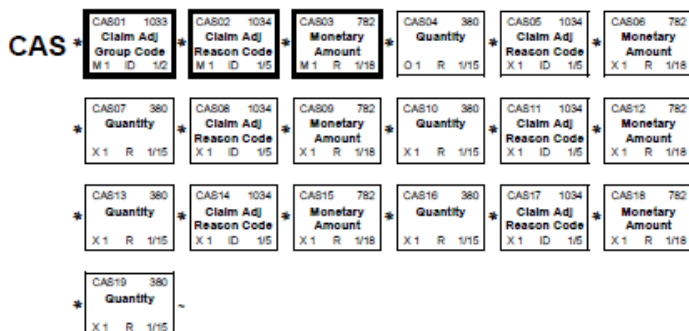 CAS * CAS01 1033 * CAS02 1034 * CAS03 782 * CAS04 380 * CAS05 1034 * CAS06 782
Claim Adj Claim Adj Monetary Quantity Claim Adj Monetary
Group Code Reason Code Amount Reason Code Amount
M 1 ID 1/2 M 1 ID 1/5 M 1 R 1/18 O 1 R 1/15 X 1 ID 1/5 X 1 R 1/18
* CAS07 380 * CAS08 1034 * CAS09 782 * CAS10 380 * CAS11 1034 * CAS12 782
Quantity Claim Adj Monetary Quantity Claim Adj Monetary
Reason Code Amount Reason Code Amount
X 1 R 1/15 X 1 ID 1/5 X 1 R 1/18 X 1 R 1/15 X 1 ID 1/5 X 1 R 1/18
* CAS13 380 * CAS14 1034 * CAS15 782 * CAS16 380 * CAS17 1034 * CAS18 782
Quantity Claim Adj Monetary Quantity Claim Adj Monetary
Reason Code Amount Reason Code Amount
X 1 R 1/15 X 1 ID 1/5 X 1 R 1/18 X 1 R 1/15 X 1 ID 1/5 X 1 R 1/18
* CAS19 380 ~
Quantity
X 1 R 1/15